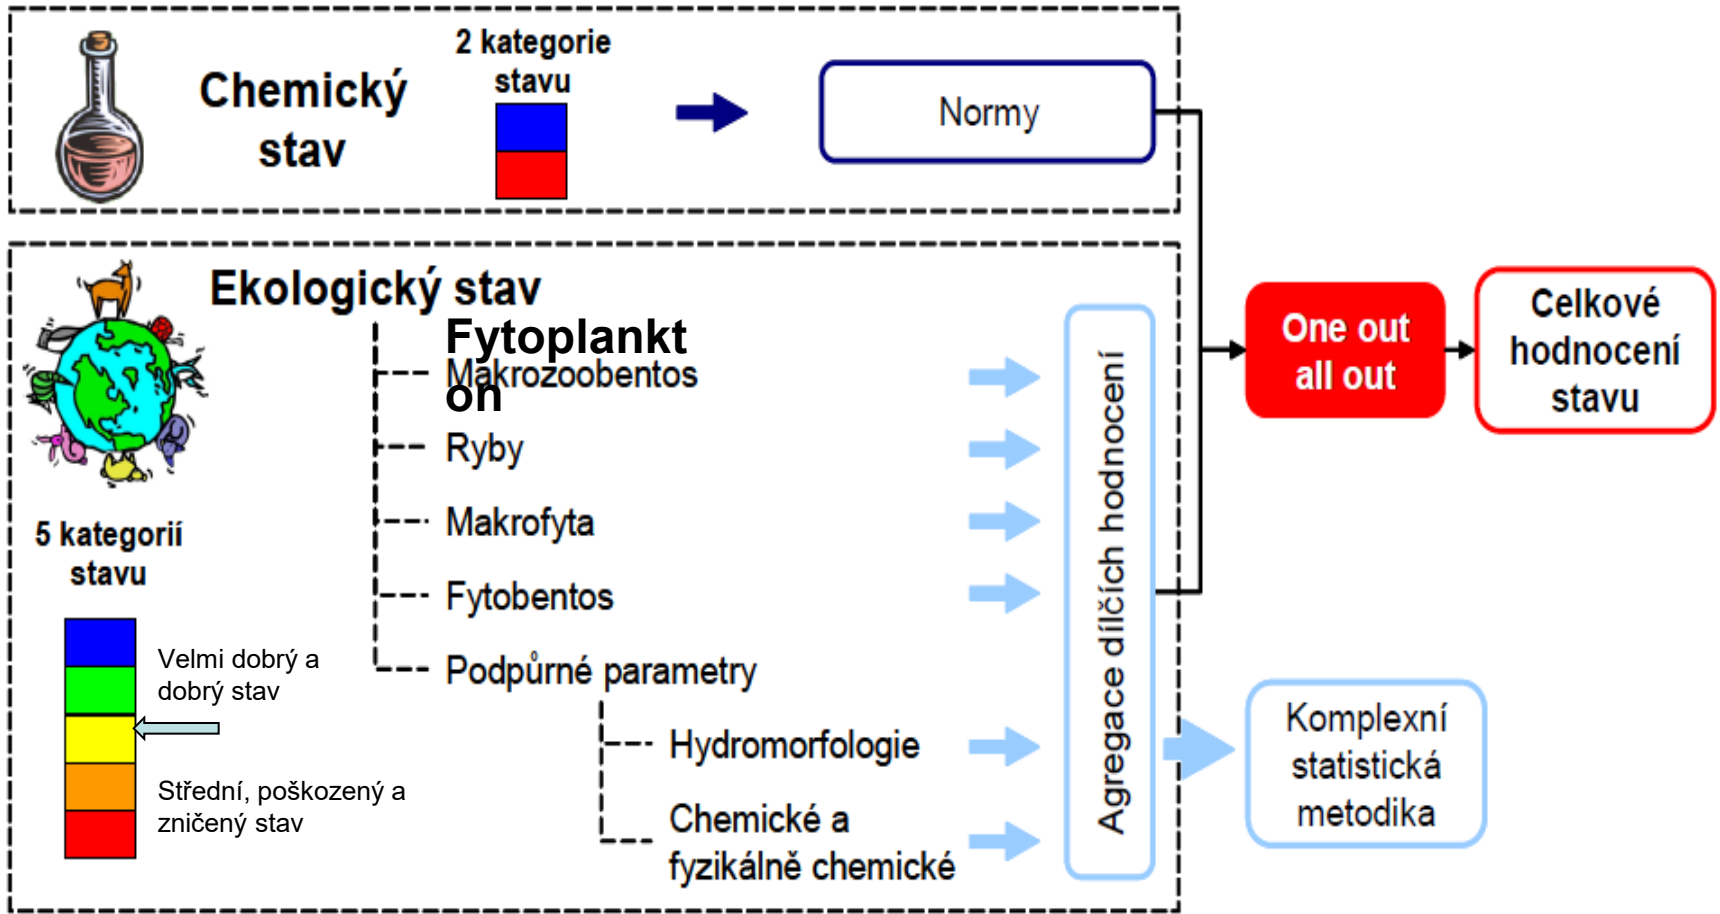 2 kategorie
stavu
Chemický
stav
Normy
Ekologický stav
Fytoplankt
on
Makrozoobentos
Ryby
Makrofyta
Fytobentos
Podpůrné parametry
Hydromorfologie
Chemické a
fyzikálně chemické
5 kategorií
stavu
Velmi dobrý a
dobrý stav
Střední, poškozený a
zničený stav
Agregace dílčích hodnocení
One out
all out
Celkové
hodnocení
stavu
Komplexní
statistická
metodika